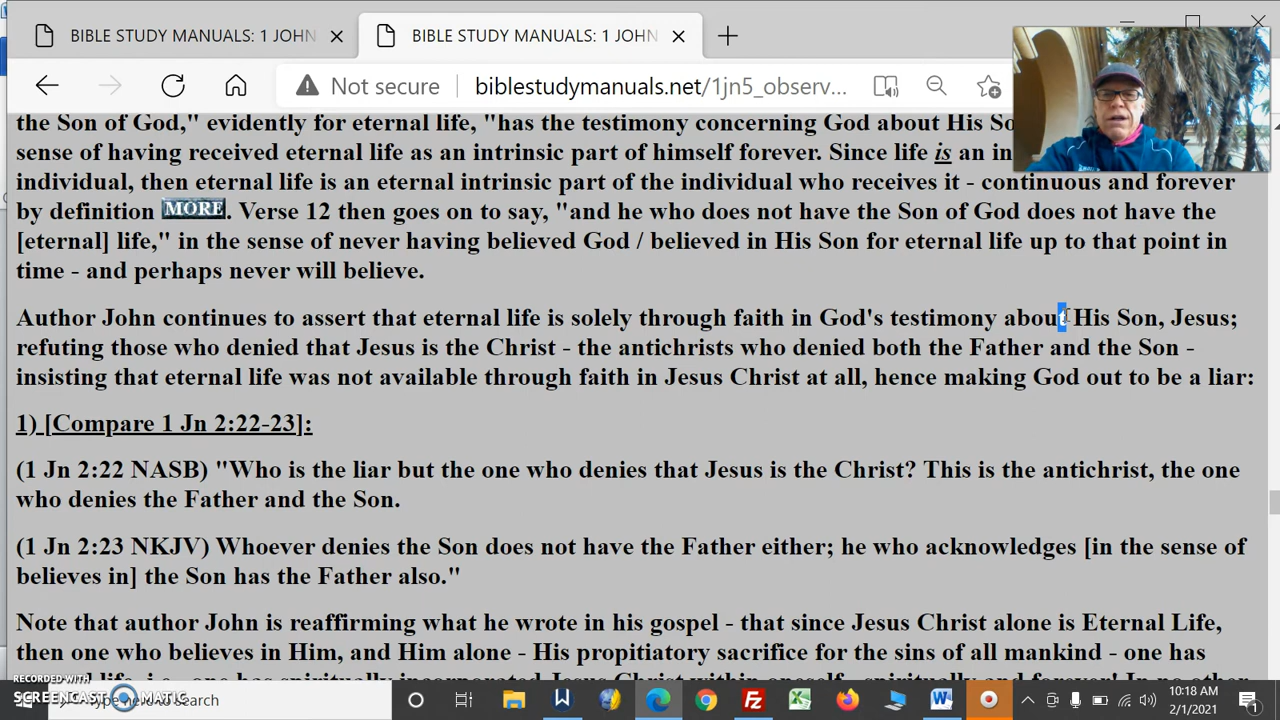 BIBLE STUDY MANUALS: 1 JOHN
BIBLE STUDY MANUALS: 1 JOHN
Not secure
biblestudymanuals.net/1jn5_observ...
the Son of God," evidently for eternal life, "has the testimony concerning God about His So
sense of having received eternal life as an intrinsic part of himself forever. Since life is an in
individual, then eternal life is an eternal intrinsic part of the individual who receives it - continuous and forever
by definition MORE. Verse 12 then goes on to say, "and he who does not have the Son of God does not have the
[eternal] life," in the sense of never having believed God / believed in His Son for eternal life up to that point in
time - and perhaps never will believe.
Author John continues to assert that eternal life is solely through faith in God's testimony about His Son, Jesus;
refuting those who denied that Jesus is the Christ - the antichrists who denied both the Father and the Son -
insisting that eternal life was not available through faith in Jesus Christ at all, hence making God out to be a liar:
1) [Compare 1 Jn 2:22-23]:
(1 Jn 2:22 NASB) "Who is the liar but the one who denies that Jesus is the Christ? This is the antichrist, the one
who denies the Father and the Son.
(1 Jn 2:23 NKJV) Whoever denies the Son does not have the Father either; he who acknowledges [in the sense of
believes in] the Son has the Father also."
Note that author John is reaffirming what he wrote in his gospel - that since Jesus Christ alone is Eternal Life,
then one who believes in Him, and Him alone - His propitiatory sacrifice for the sins of all mankind - one has
RECORDED WITH
SCREENCAST MATIC
Type here to search
10:18 AM
2/1/2021